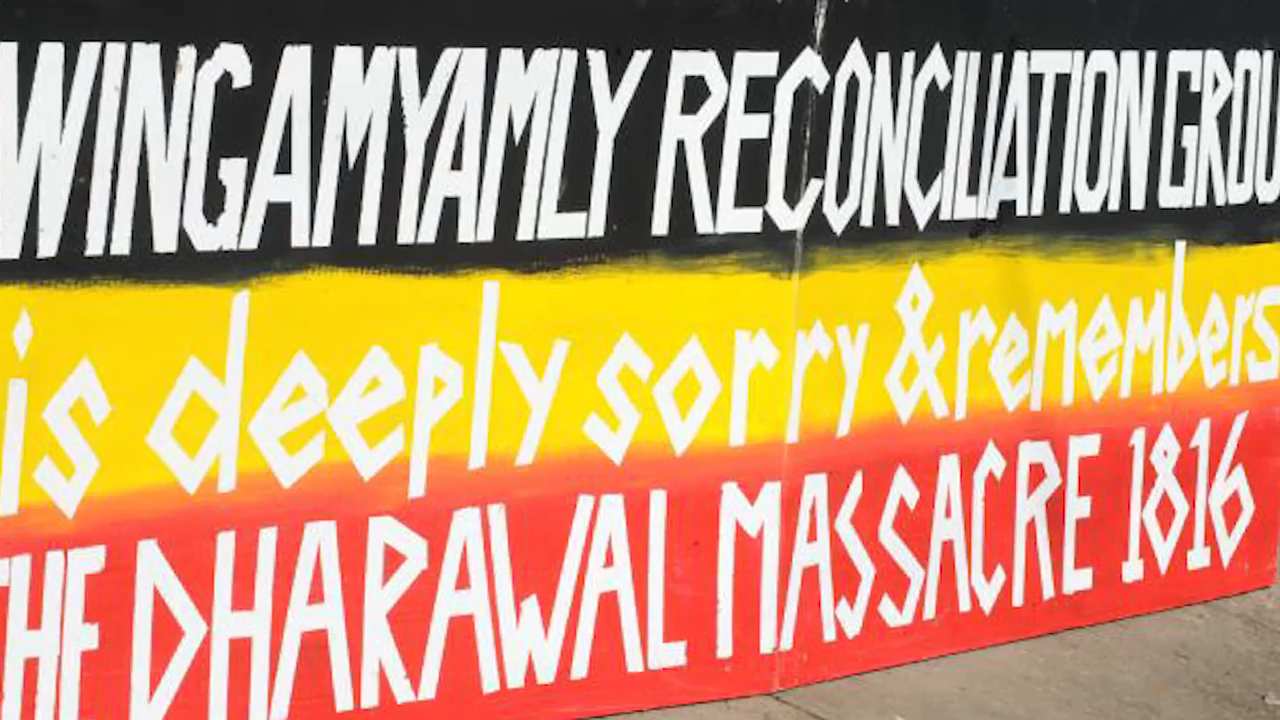 WINGAMYAMLY RECONCILIATION GROU
is deeply sorry & remembers
THE DHARAWAL MASSACRE 1816